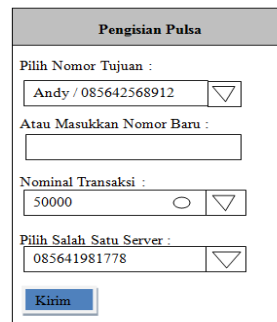 Pengisian Pulsa
Pilih Nomor Tujuan :
Andy / 085642568912
Atau Masukkan Nomor Baru :
Nominal Transaksi :
50000
Pilih Salah Satu Server :
085641981778
Kirim